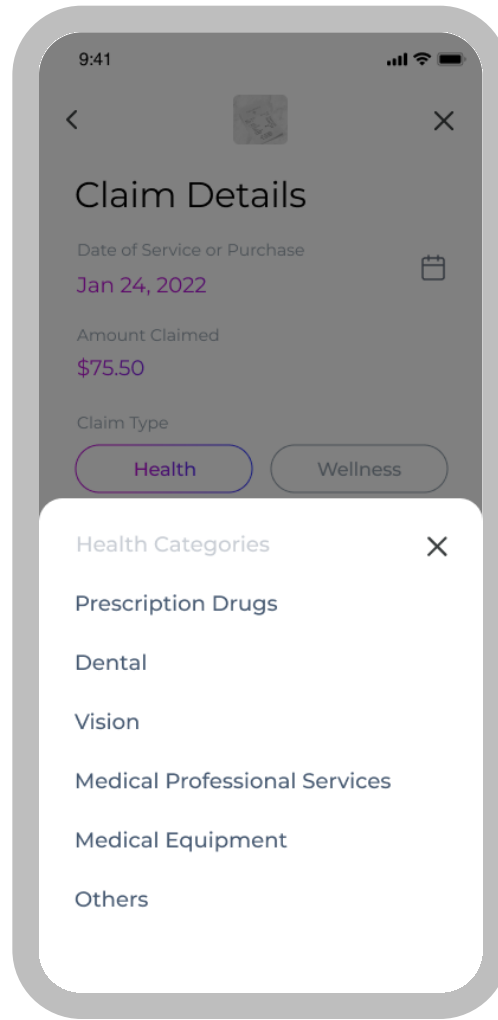 9:41
Claim Details
Date of Service or Purchase
Jan 24, 2022
Amount Claimed
$75.50
Claim Type
Health Wellness
Health Categories
Prescription Drugs
Dental
Vision
Medical Professional Services
Medical Equipment
Others